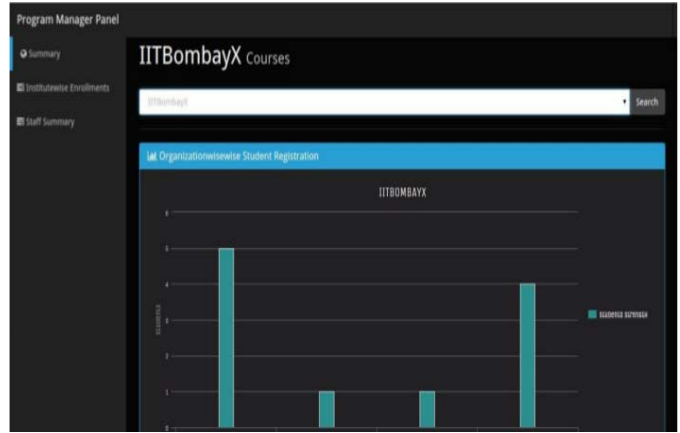 Program Manager Panel
Summary
Institutewise Enrollments
Staff Summary
IITBombayX Courses
IITBombayX
Search
Organizationwisewise Student Registration
IITBOMBAYX
6
5
4
3
2
1
0